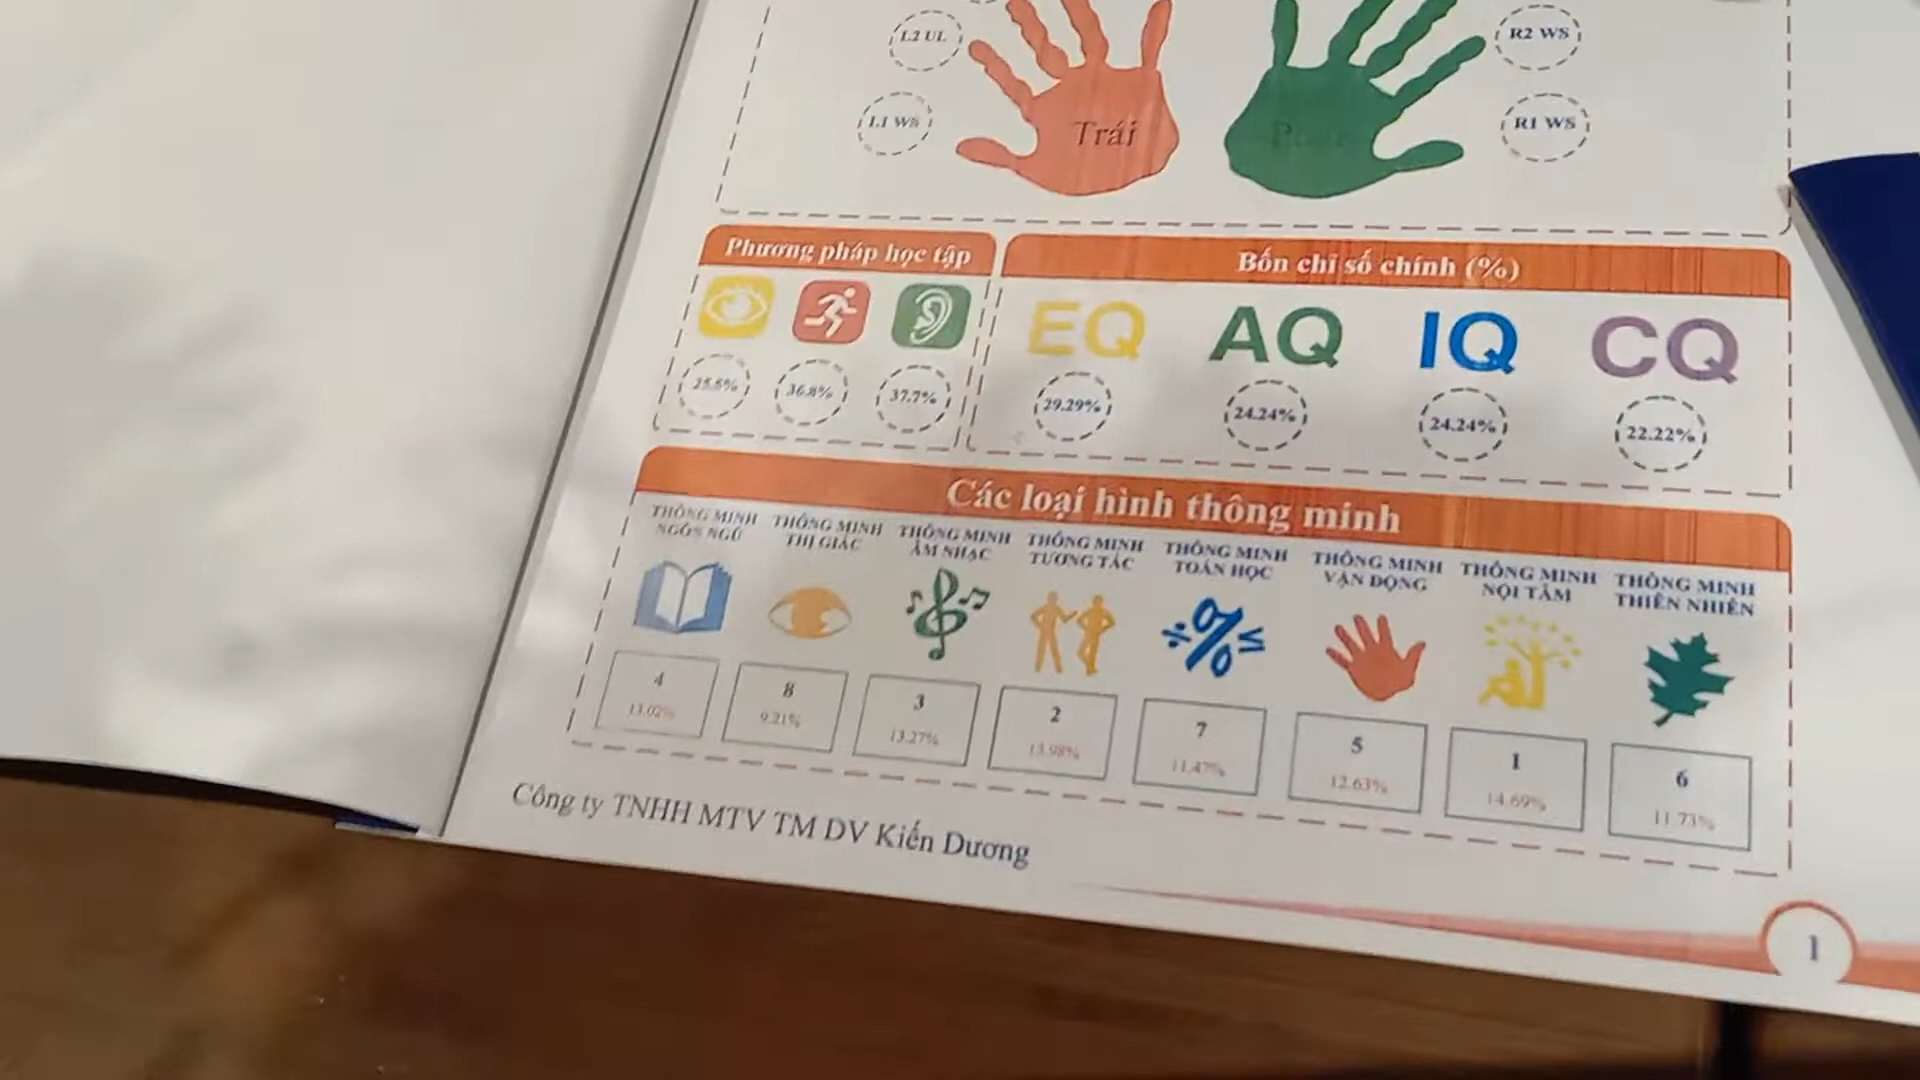 L2 UL
R2 WS
L1 WS
R1 WS
Trái
Phương pháp học tập
Bốn chỉ số chính (%)
EQ AQ IQ CQ
25.5% 36.8% 37.7%
29.29% 24.24% 24.24% 22.22%
Các loại hình thông minh
THÔNG MINH NGÔN NGỮ
THÔNG MINH THỊ GIÁC
THÔNG MINH ÂM NHẠC
THÔNG MINH TƯƠNG TÁC
THÔNG MINH TOÁN HỌC
THÔNG MINH VẬN ĐỘNG
THÔNG MINH NỘI TÂM
THÔNG MINH THIÊN NHIÊN
4 8 3 2 7 5 1 6
13.02% 9.21% 13.27% 13.98% 11.47% 12.63% 14.69% 11.73%
Công ty TNHH MTV TM DV Kiến Dương
1